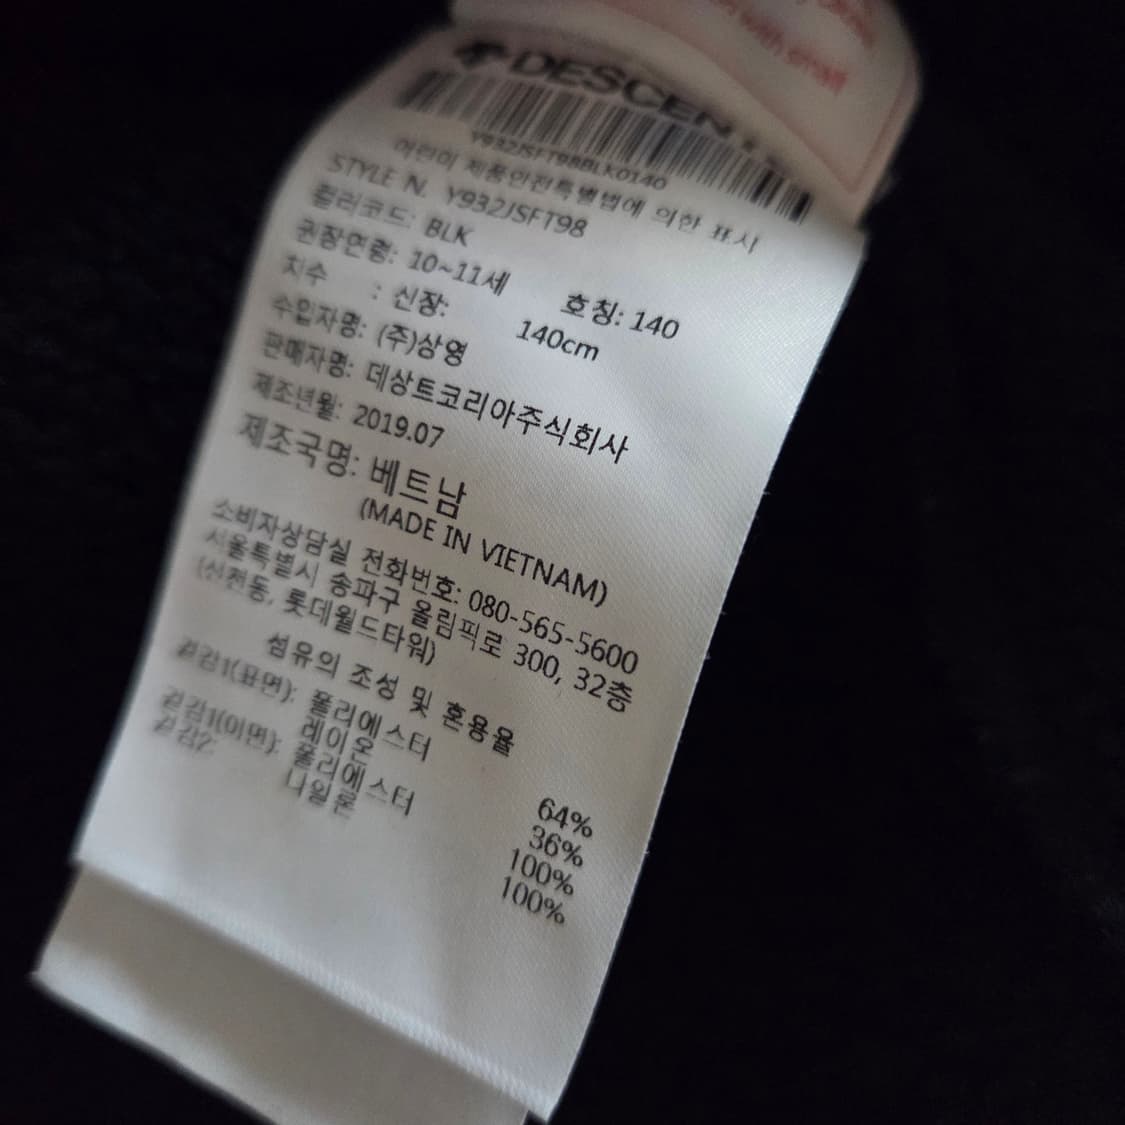 DESCENTE
Y932JSFT98BLK0140
어린이 제품안전특별법에 의한 표시
STYLE N. Y932JSFT98
컬러코드: BLK
권장연령: 10~11세 호칭: 140
치수 : 신장: 140cm
수입자명: (주)상영
판매자명: 데상트코리아주식회사
제조년월: 2019.07
제조국명: 베트남
(MADE IN VIETNAM)
소비자상담실 전화번호: 080-565-5600
서울특별시 송파구 올림픽로 300, 32층
(신천동, 롯데월드타워)
섬유의 조성 및 혼용율
겉감1(표면): 폴리에스터 64%
레이온 36%
겉감1(이면): 폴리에스터 100%
겉감2: 나일론 100%